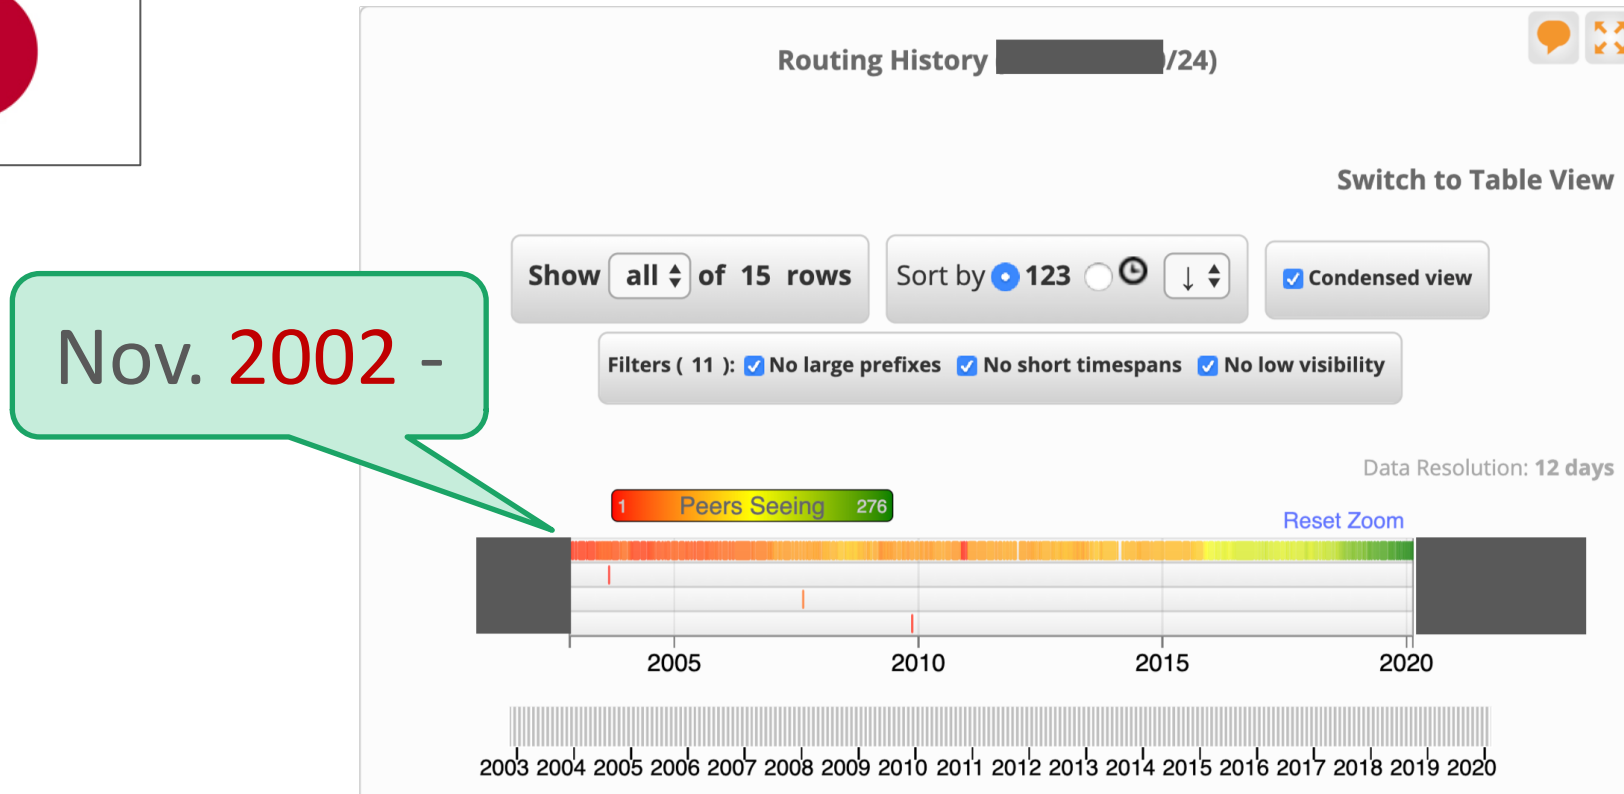 Routing History /24)
Switch to Table View
Show all of 15 rows
Sort by 123 ↓
Condensed view
Nov. 2002 -
Filters ( 11 ): No large prefixes No short timespans No low visibility
Data Resolution: 12 days
1 Peers Seeing 276
Reset Zoom
2005 2010 2015 2020
2003 2004 2005 2006 2007 2008 2009 2010 2011 2012 2013 2014 2015 2016 2017 2018 2019 2020